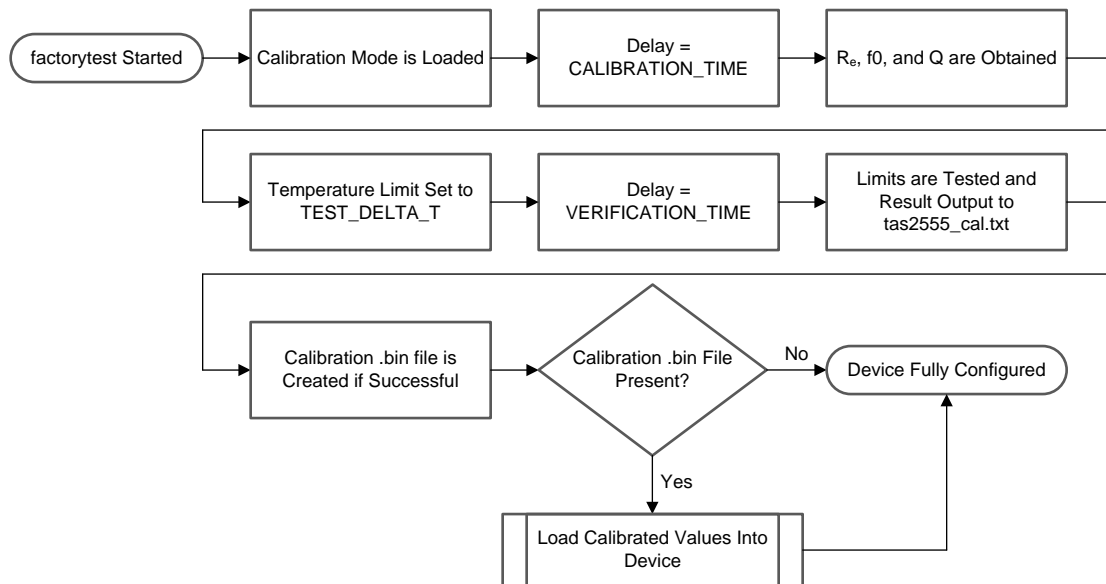 factorytest Started
Calibration Mode is Loaded
Delay =
CALIBRATION_TIME
Rₑ, f0, and Q are Obtained
Temperature Limit Set to
TEST_DELTA_T
Delay =
VERIFICATION_TIME
Limits are Tested and
Result Output to
tas2555_cal.txt
Calibration .bin file is
Created if Successful
Calibration .bin File
Present?
No
Device Fully Configured
Yes
Load Calibrated Values Into
Device